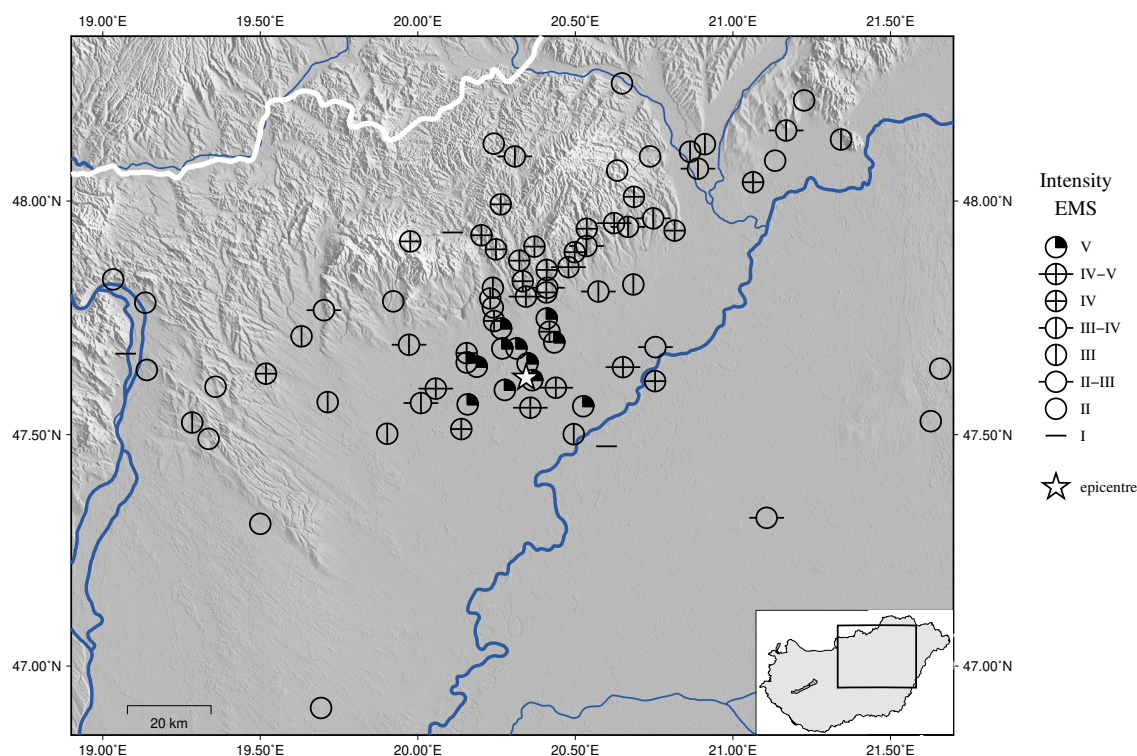 19.00°E 19.50°E 20.00°E 20.50°E 21.00°E 21.50°E
48.00°N 48.00°N
47.50°N 47.50°N
47.00°N 47.00°N
Intensity
EMS
V
IV–V
IV
III–IV
III
II–III
II
I
epicentre
20 km
19.00°E 19.50°E 20.00°E 20.50°E 21.00°E 21.50°E